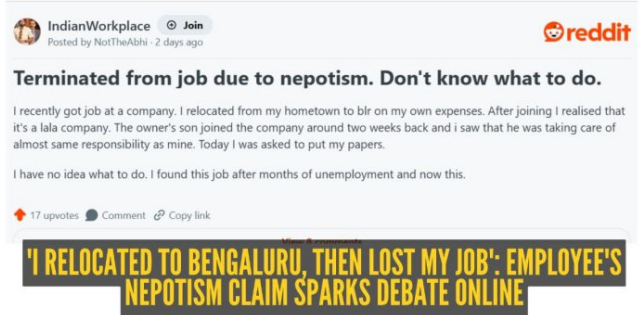 IndianWorkplace Join
Posted by NotTheAbhi · 2 days ago
reddit
Terminated from job due to nepotism. Don't know what to do.
I recently got job at a company. I relocated from my hometown to blr on my own expenses. After joining I realised that
it's a lala company. The owner's son joined the company around two weeks back and i saw that he was taking care of
almost same responsibility as mine. Today I was asked to put my papers.
I have no idea what to do. I found this job after months of unemployment and now this.
17 upvotes Comment Copy link
'I RELOCATED TO BENGALURU, THEN LOST MY JOB': EMPLOYEE'S
NEPOTISM CLAIM SPARKS DEBATE ONLINE